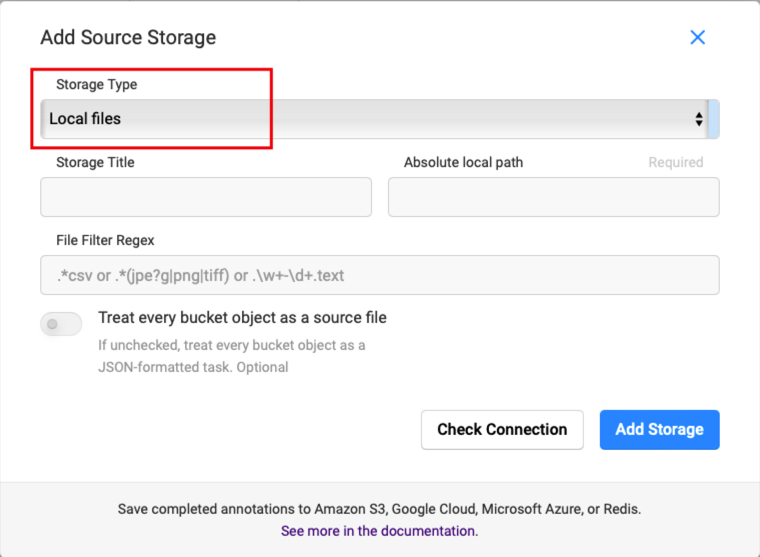 Add Source Storage
Storage Type
Local files
Storage Title
Absolute local path
Required
File Filter Regex
.*csv or .*(jpe?g|png|tiff) or .\w+-\d+.text
Treat every bucket object as a source file
If unchecked, treat every bucket object as a
JSON-formatted task. Optional
Check Connection
Add Storage
Save completed annotations to Amazon S3, Google Cloud, Microsoft Azure, or Redis.
See more in the documentation.